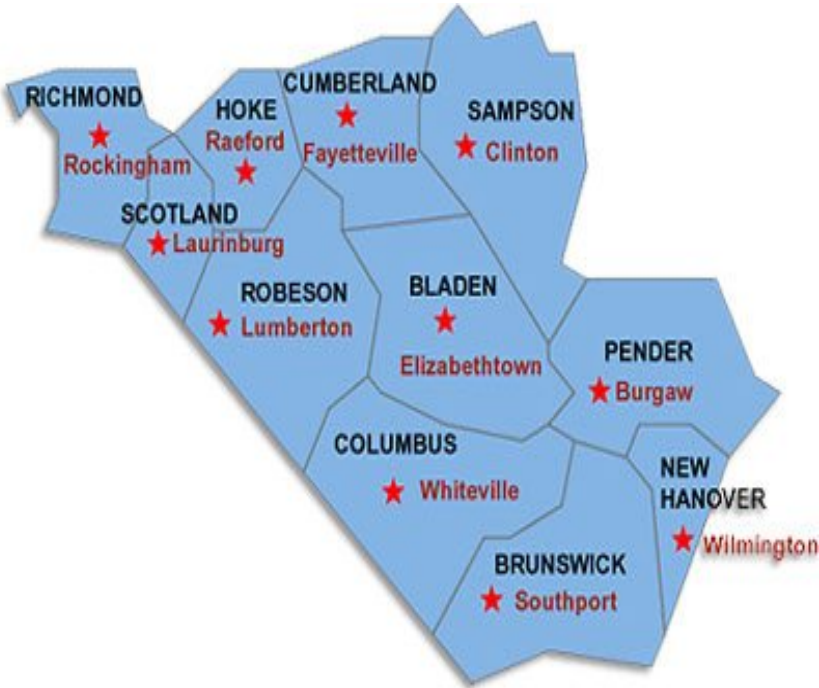 RICHMOND
Rockingham
HOKE
Raeford
CUMBERLAND
Fayetteville
SAMPSON
Clinton
SCOTLAND
Laurinburg
ROBESON
Lumberton
BLADEN
Elizabethtown
PENDER
Burgaw
COLUMBUS
Whiteville
NEW
HANOVER
Wilmington
BRUNSWICK
Southport